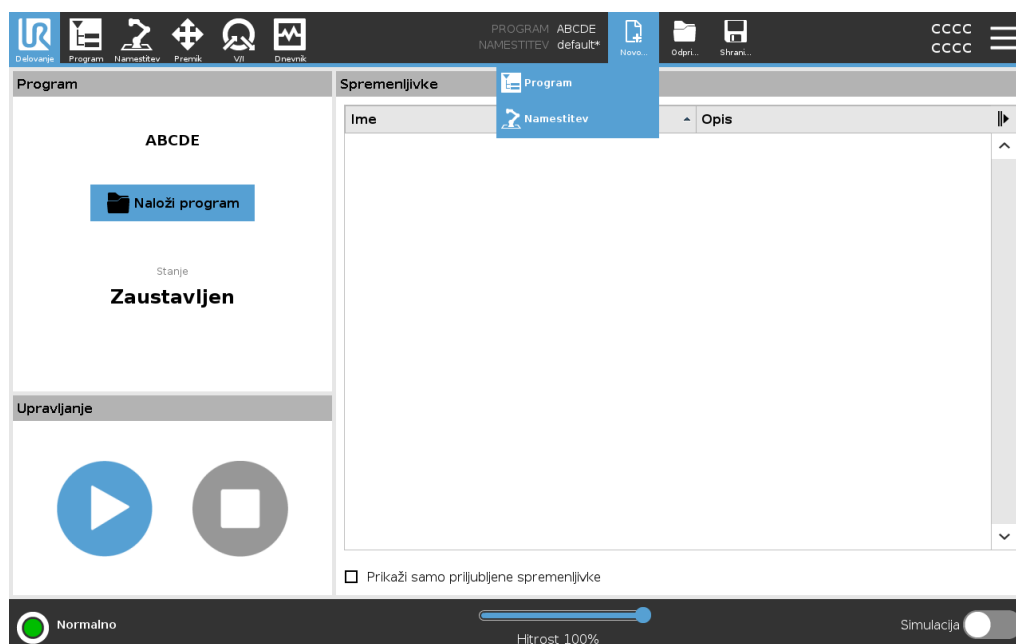 Delovanje
Program
Namestitev
Premik
V/I
Dnevnik
PROGRAM ABCDE
NAMESTITEV default*
Novo...
Odpri...
Shrani...
CCCC
CCCC
Program
Namestitev
Program
ABCDE
Naloži program
Stanje
Zaustavljen
Upravljanje
Spremenljivke
Ime
Opis
Prikaži samo priljubljene spremenljivke
Normalno
Hitrost 100%
Simulacija